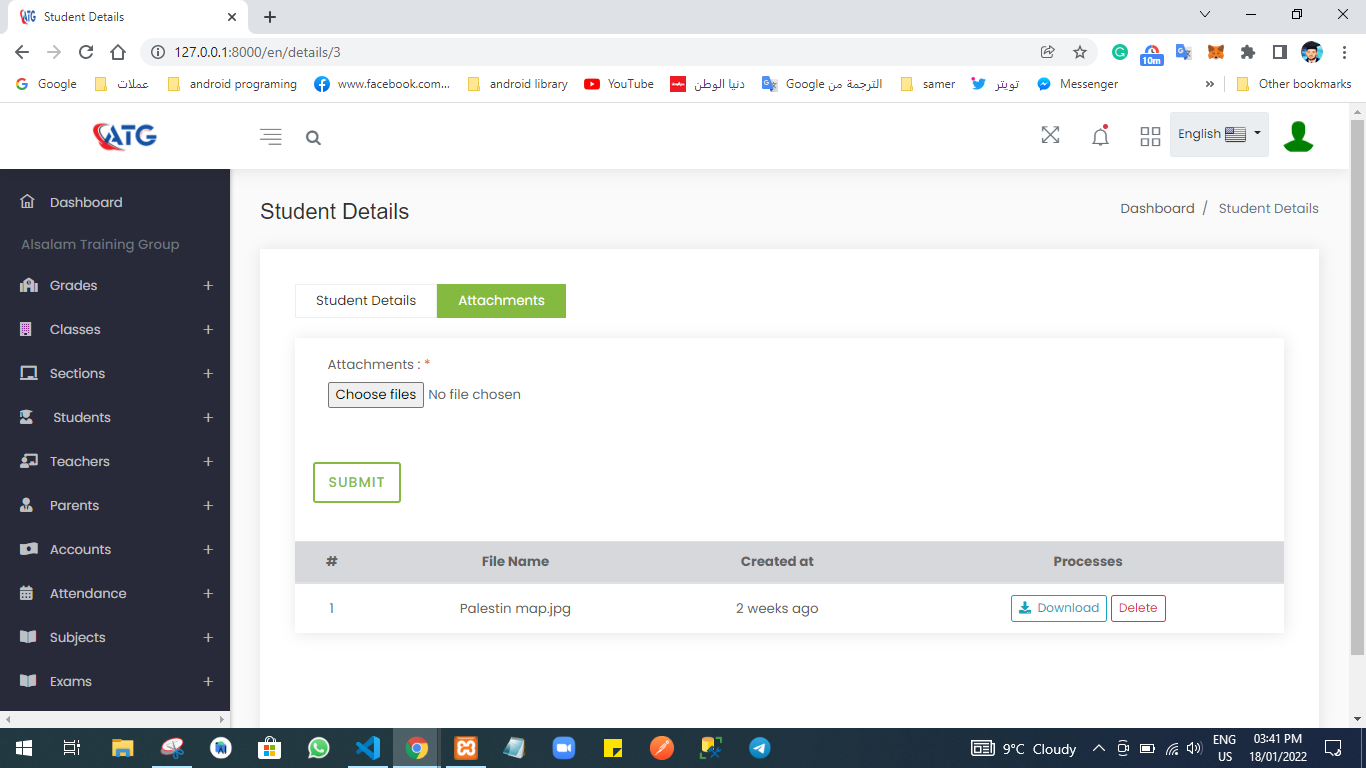 Student Details
127.0.0.1:8000/en/details/3
10m
Google
عملات
android programing
www.facebook.com...
android library
YouTube
دنيا الوطن
الترجمة من Google
samer
تويتر
Messenger
»
Other bookmarks
ATG
English
Dashboard
Alsalam Training Group
Grades +
Classes +
Sections +
Students +
Teachers +
Parents +
Accounts +
Attendance +
Subjects +
Exams +
Student Details
Dashboard / Student Details
Student Details Attachments
Attachments : *
Choose files No file chosen
SUBMIT
# File Name Created at Processes
1 Palestin map.jpg 2 weeks ago Download Delete
9°C Cloudy
ENG
US
03:41 PM
18/01/2022